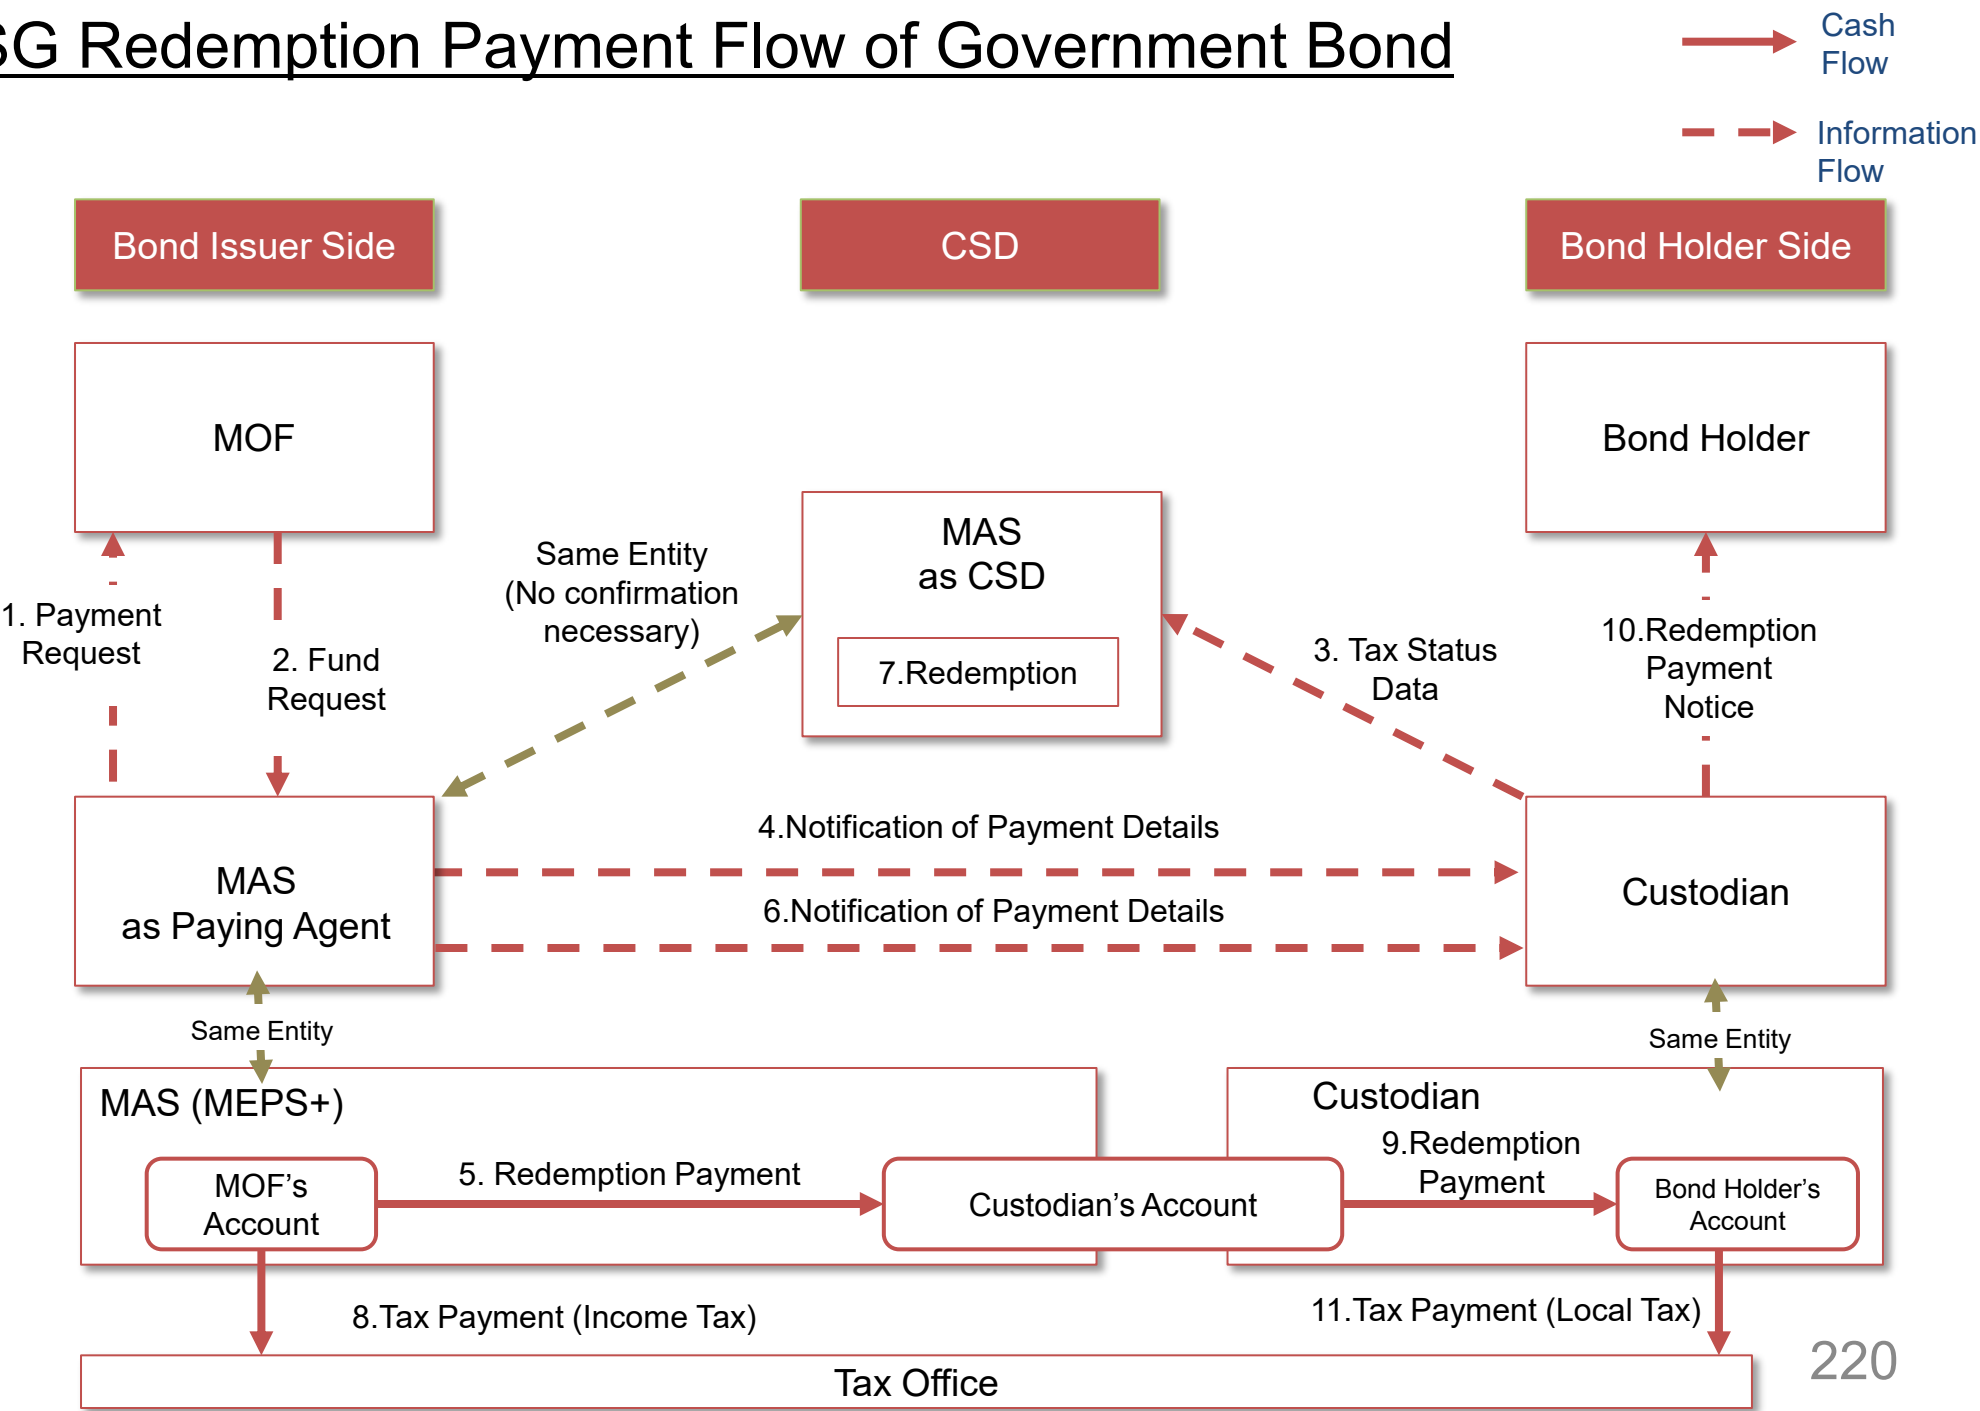 SG Redemption Payment Flow of Government Bond
Cash
Flow
Information
Flow
Bond Issuer Side
CSD
Bond Holder Side
MOF
Bond Holder
MAS
as CSD
7.Redemption
Same Entity
(No confirmation
necessary)
1. Payment
Request
2. Fund
Request
3. Tax Status
Data
10.Redemption
Payment
Notice
4.Notification of Payment Details
MAS
as Paying Agent
Custodian
6.Notification of Payment Details
Same Entity
Same Entity
MAS (MEPS+)
Custodian
9.Redemption
Payment
5. Redemption Payment
MOF’s
Account
Custodian’s Account
Bond Holder’s
Account
8.Tax Payment (Income Tax)
11.Tax Payment (Local Tax)
220
Tax Office